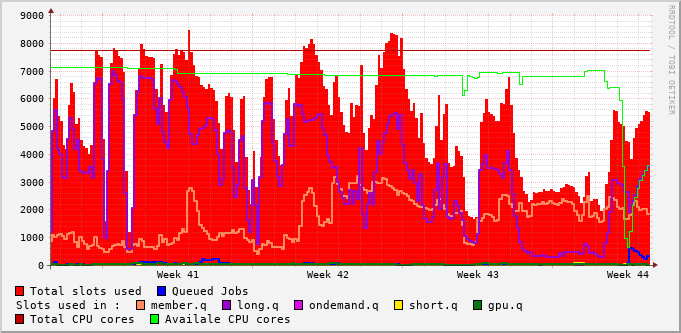 RRDTOOL / TOBI OETIKER
9000
8000
7000
6000
5000
4000
3000
2000
1000
0
Week 41 Week 42 Week 43 Week 44
Total slots used Queued Jobs
Slots used in : member.q long.q ondemand.q short.q gpu.q
Total CPU cores Availale CPU cores